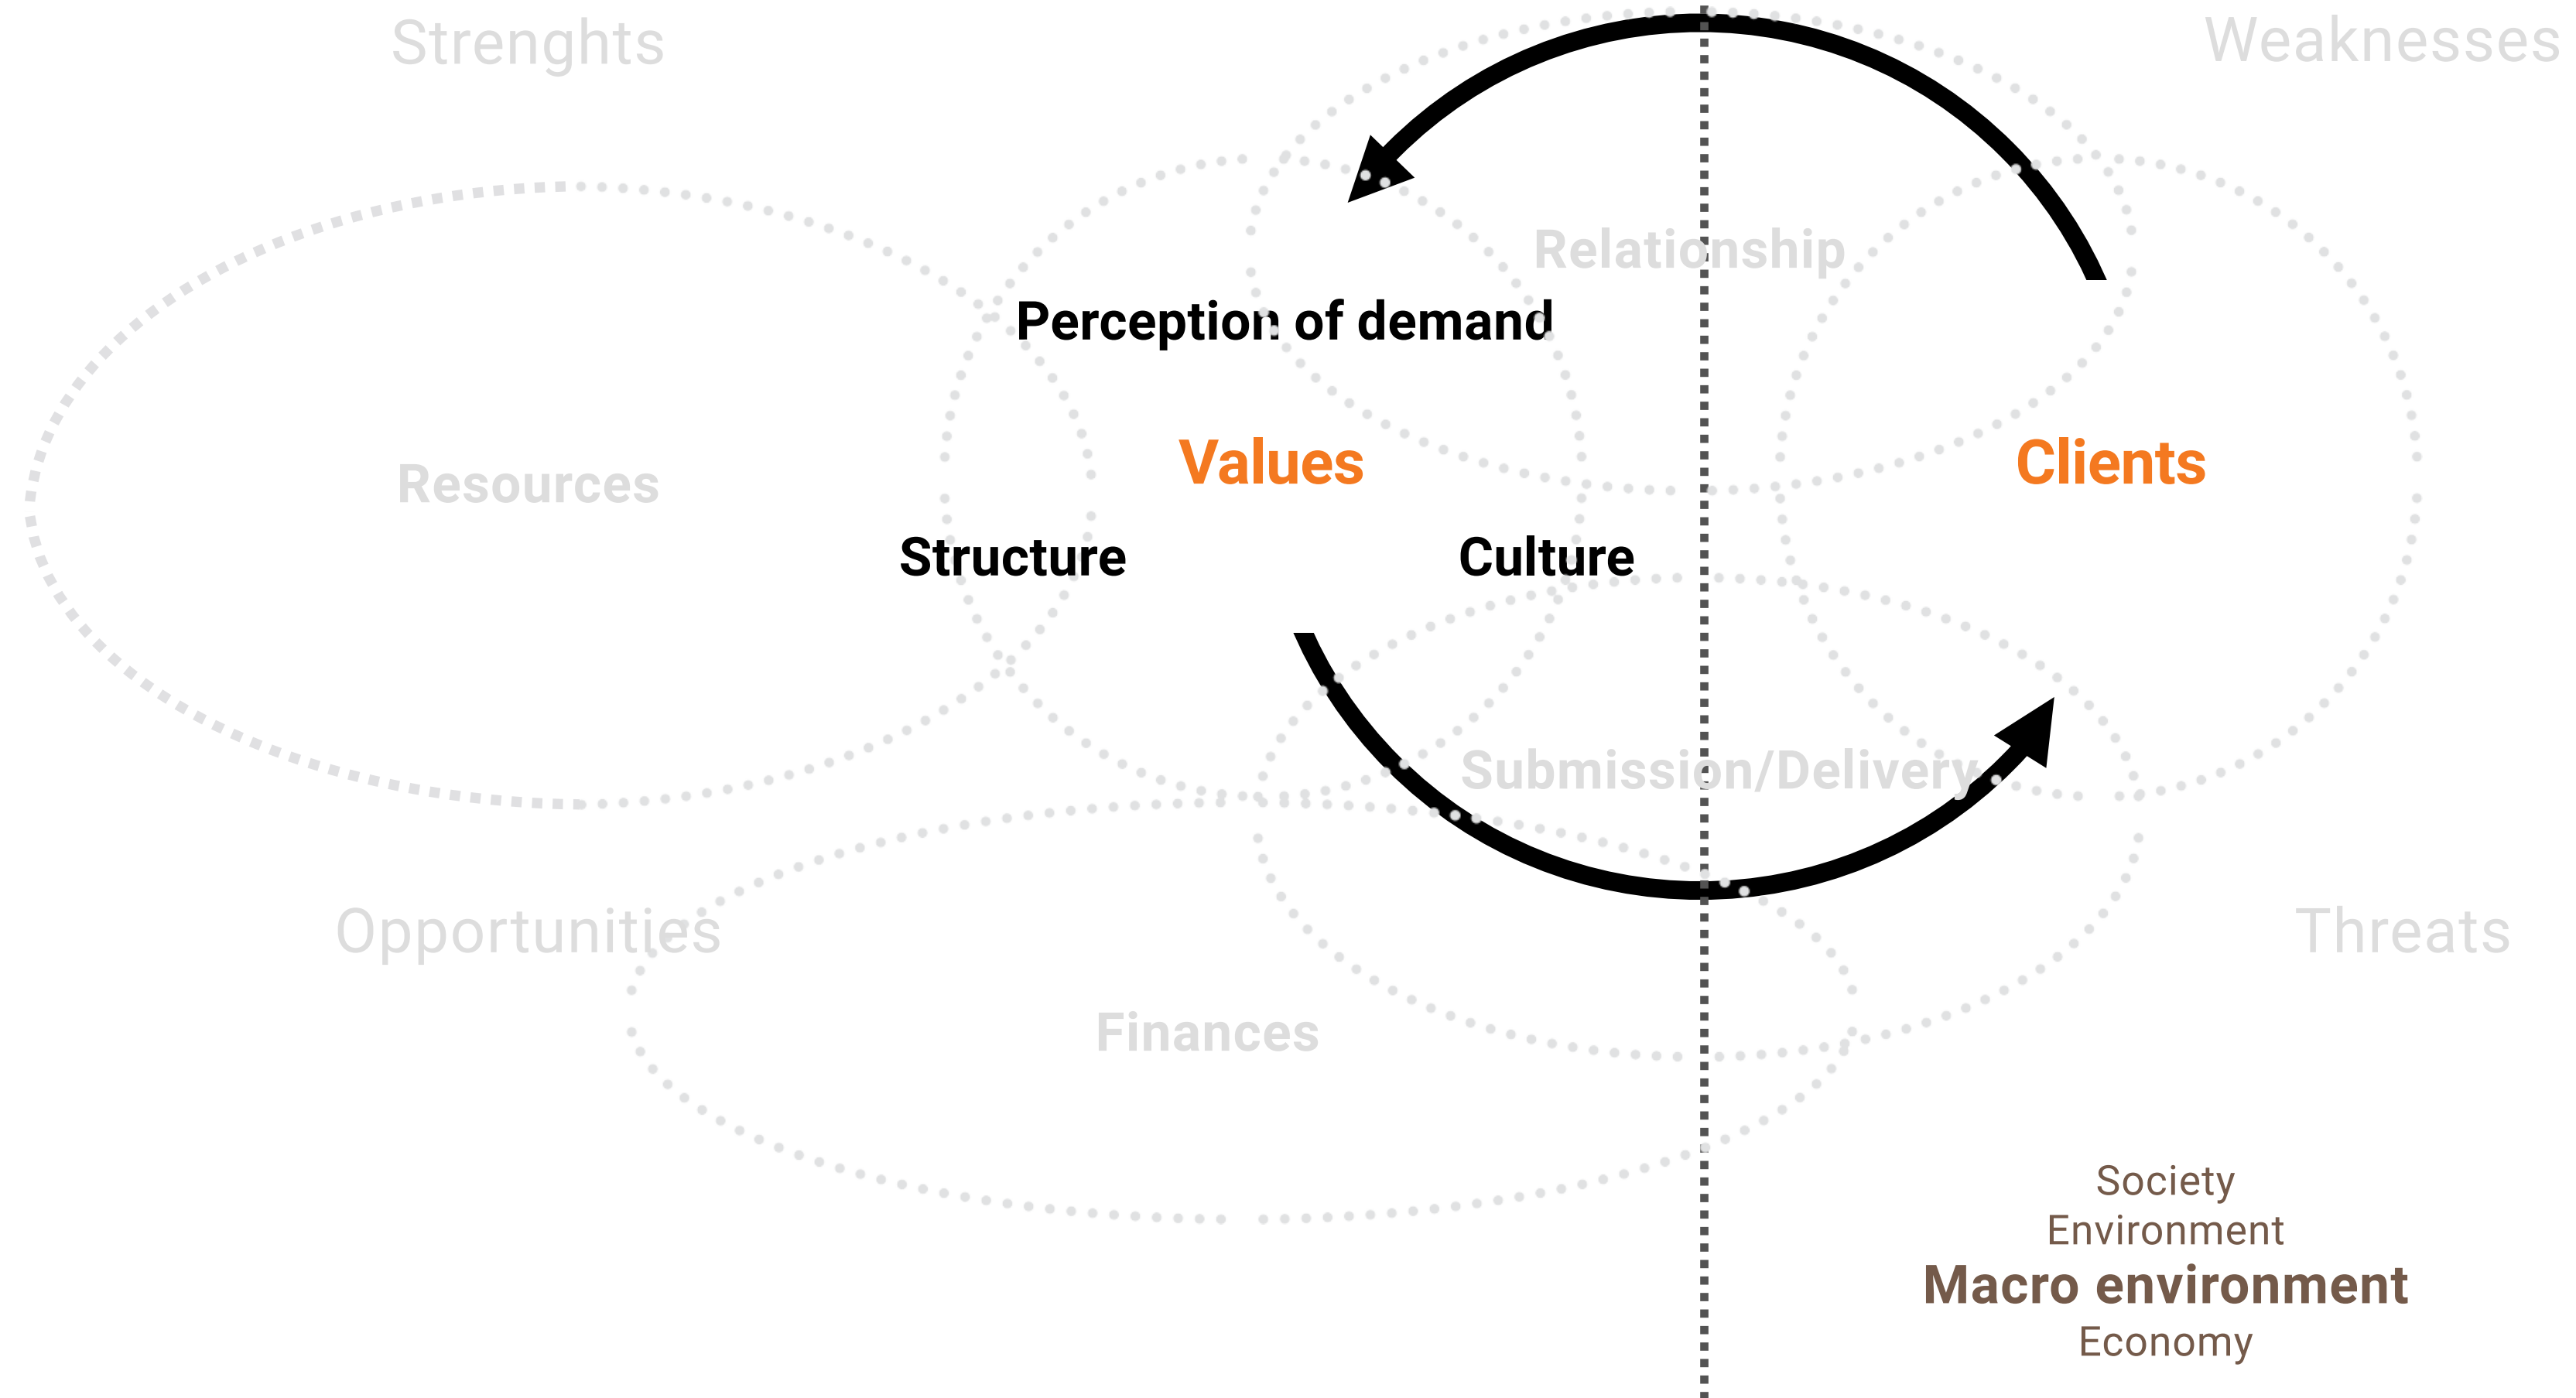 Strenghts
Weaknesses
Relationship
Perception of demand
Values
Clients
Resources
Structure
Culture
Submission/Delivery
Opportunities
Threats
Finances
Society
Environment
Macro environment
Economy